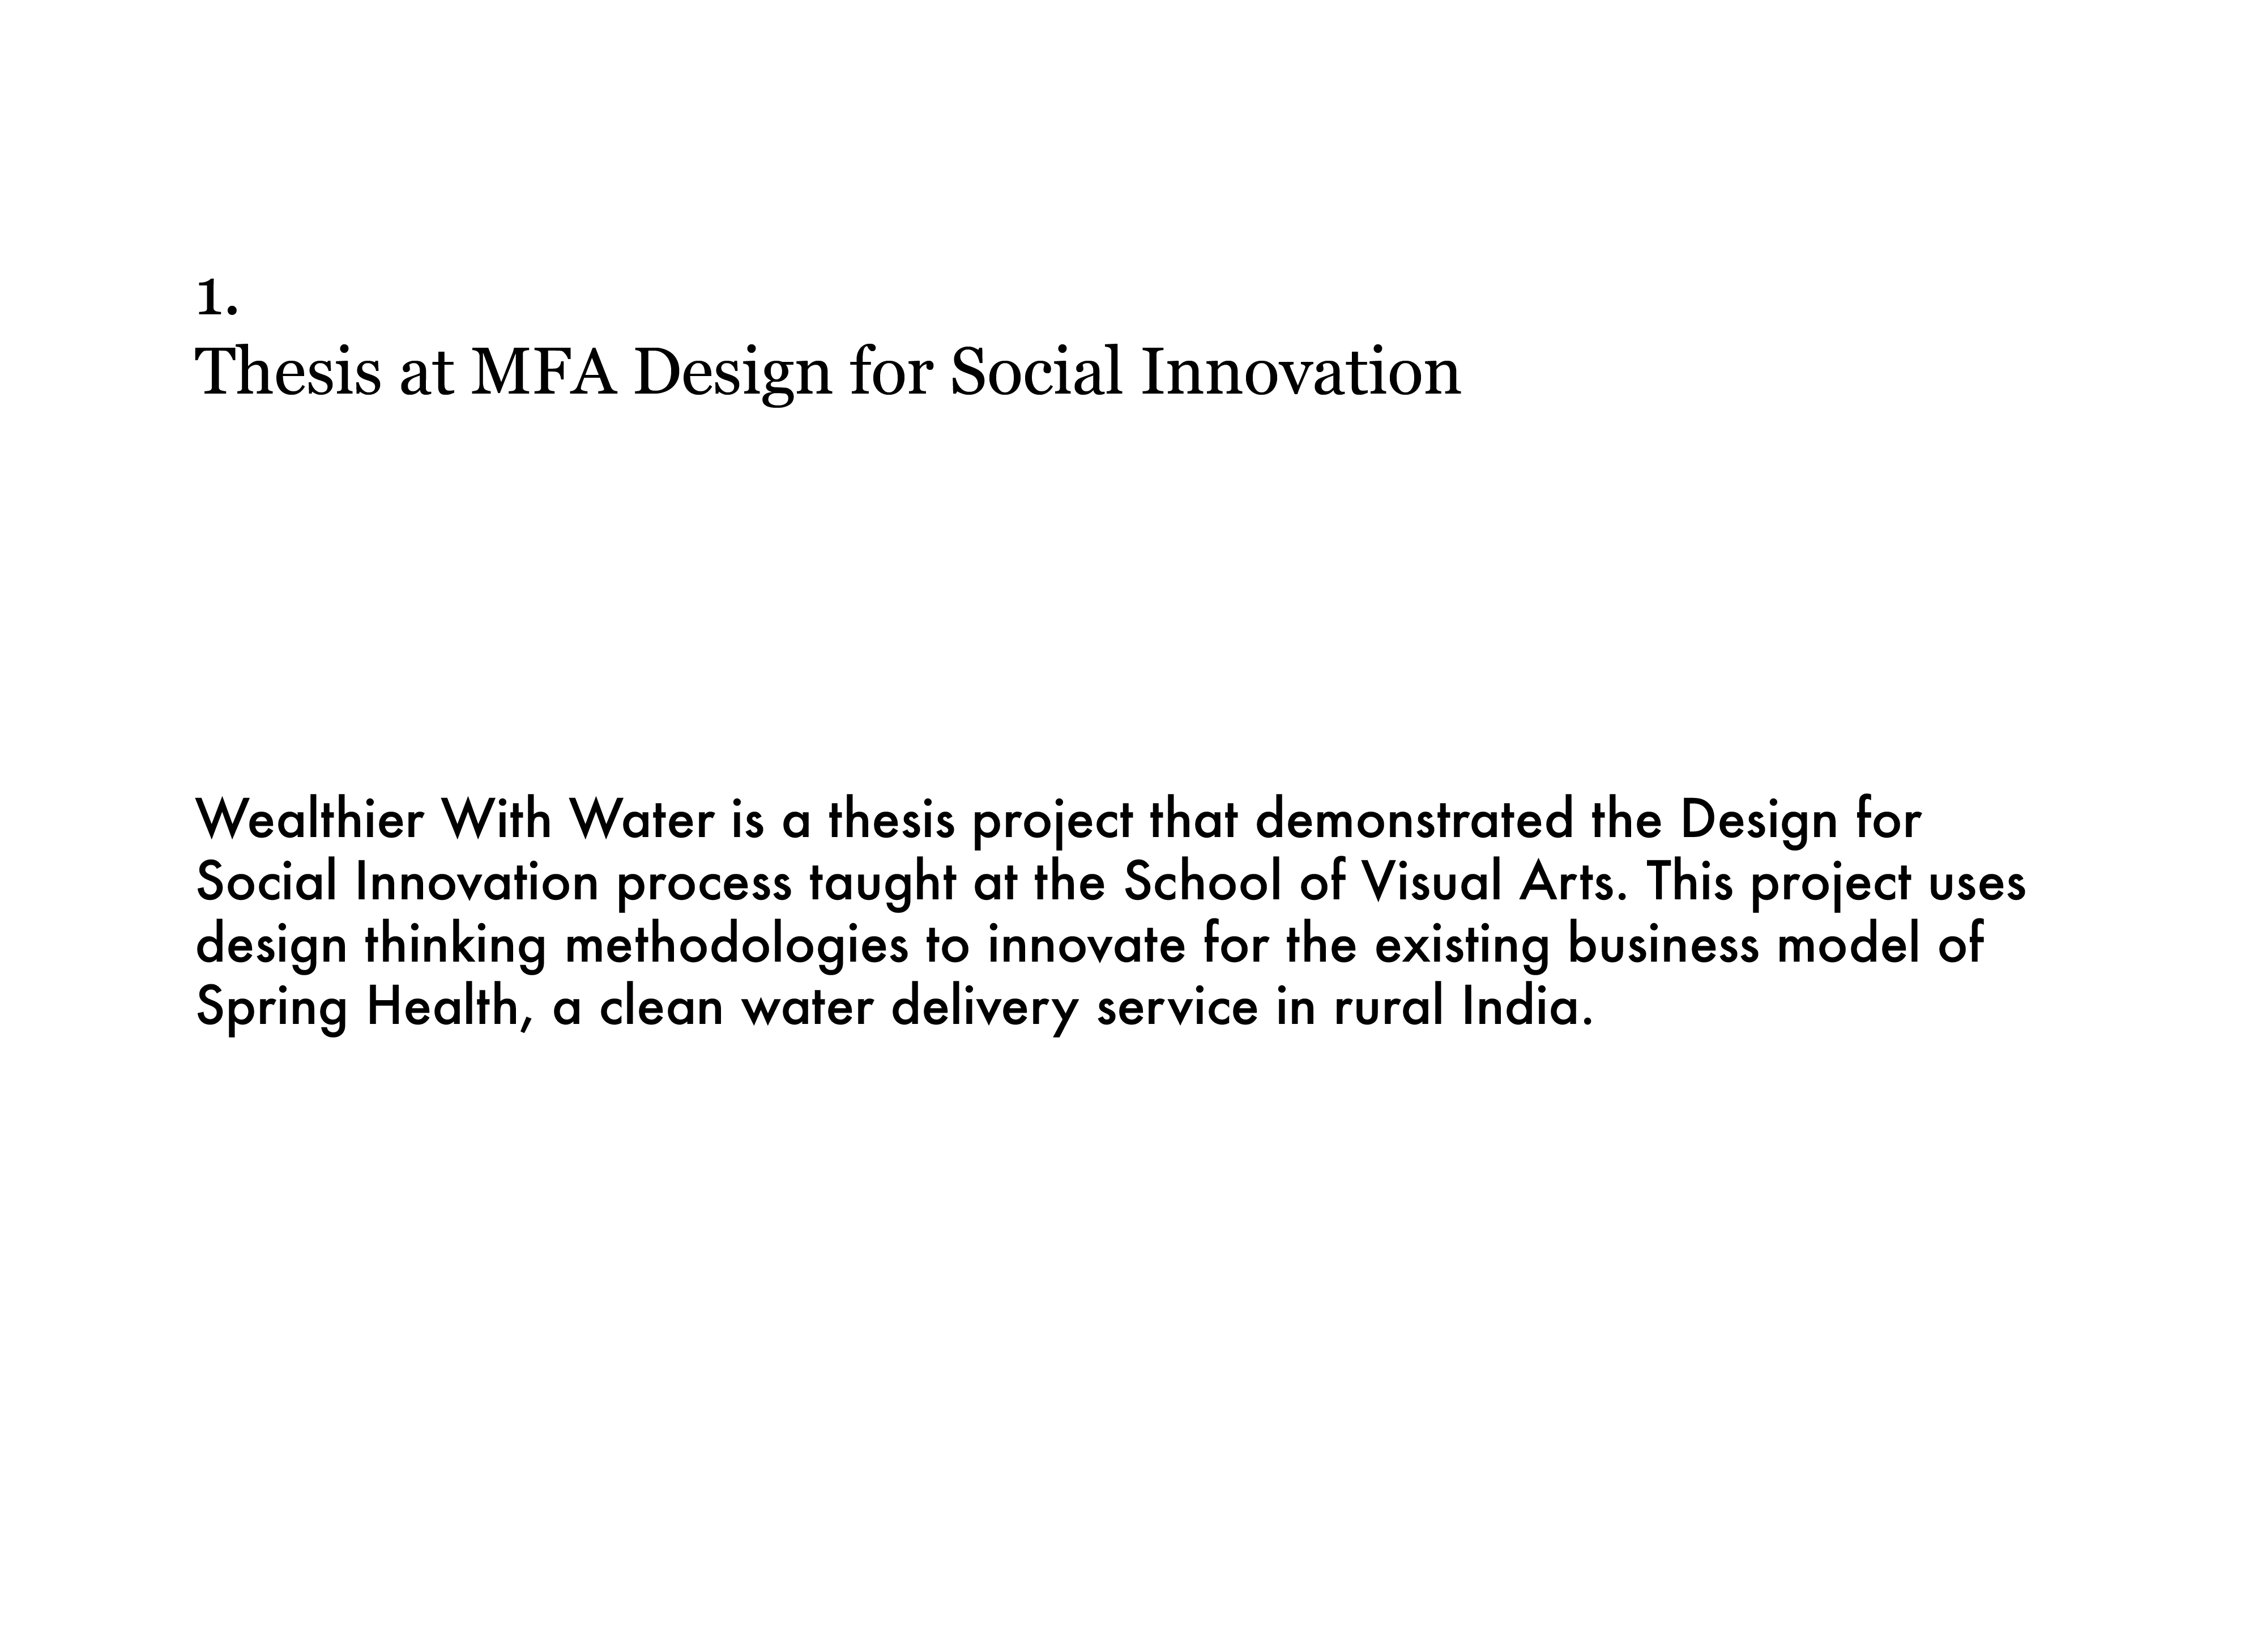 1.
Thesis at MFA Design for Social Innovation
Wealthier With Water is a thesis project that demonstrated the Design for
Social Innovation process taught at the School of Visual Arts. This project uses
design thinking methodologies to innovate for the existing business model of
Spring Health, a clean water delivery service in rural India.